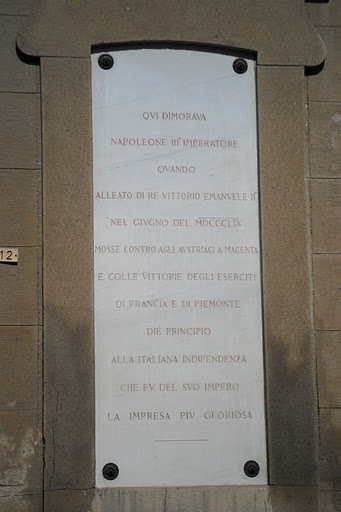 QVI DIMORAVA
NAPOLEONE III° IMPERATORE
QVANDO
ALLEATO DI RE VITTORIO EMANVELE II°
NEL GIVGNO DEL MDCCCLIX
MOSSE CONTRO AGLI AVSTRIACI A MAGENTA
E COLLE VITTORIE DEGLI ESERCITI
DI FRANCIA E DI PIEMONTE
DIE PRINCIPIO
ALLA ITALIANA INDIPENDENZA
CHE FV DEL SVO IMPERO
LA IMPRESA PIV GLORIOSA
12·